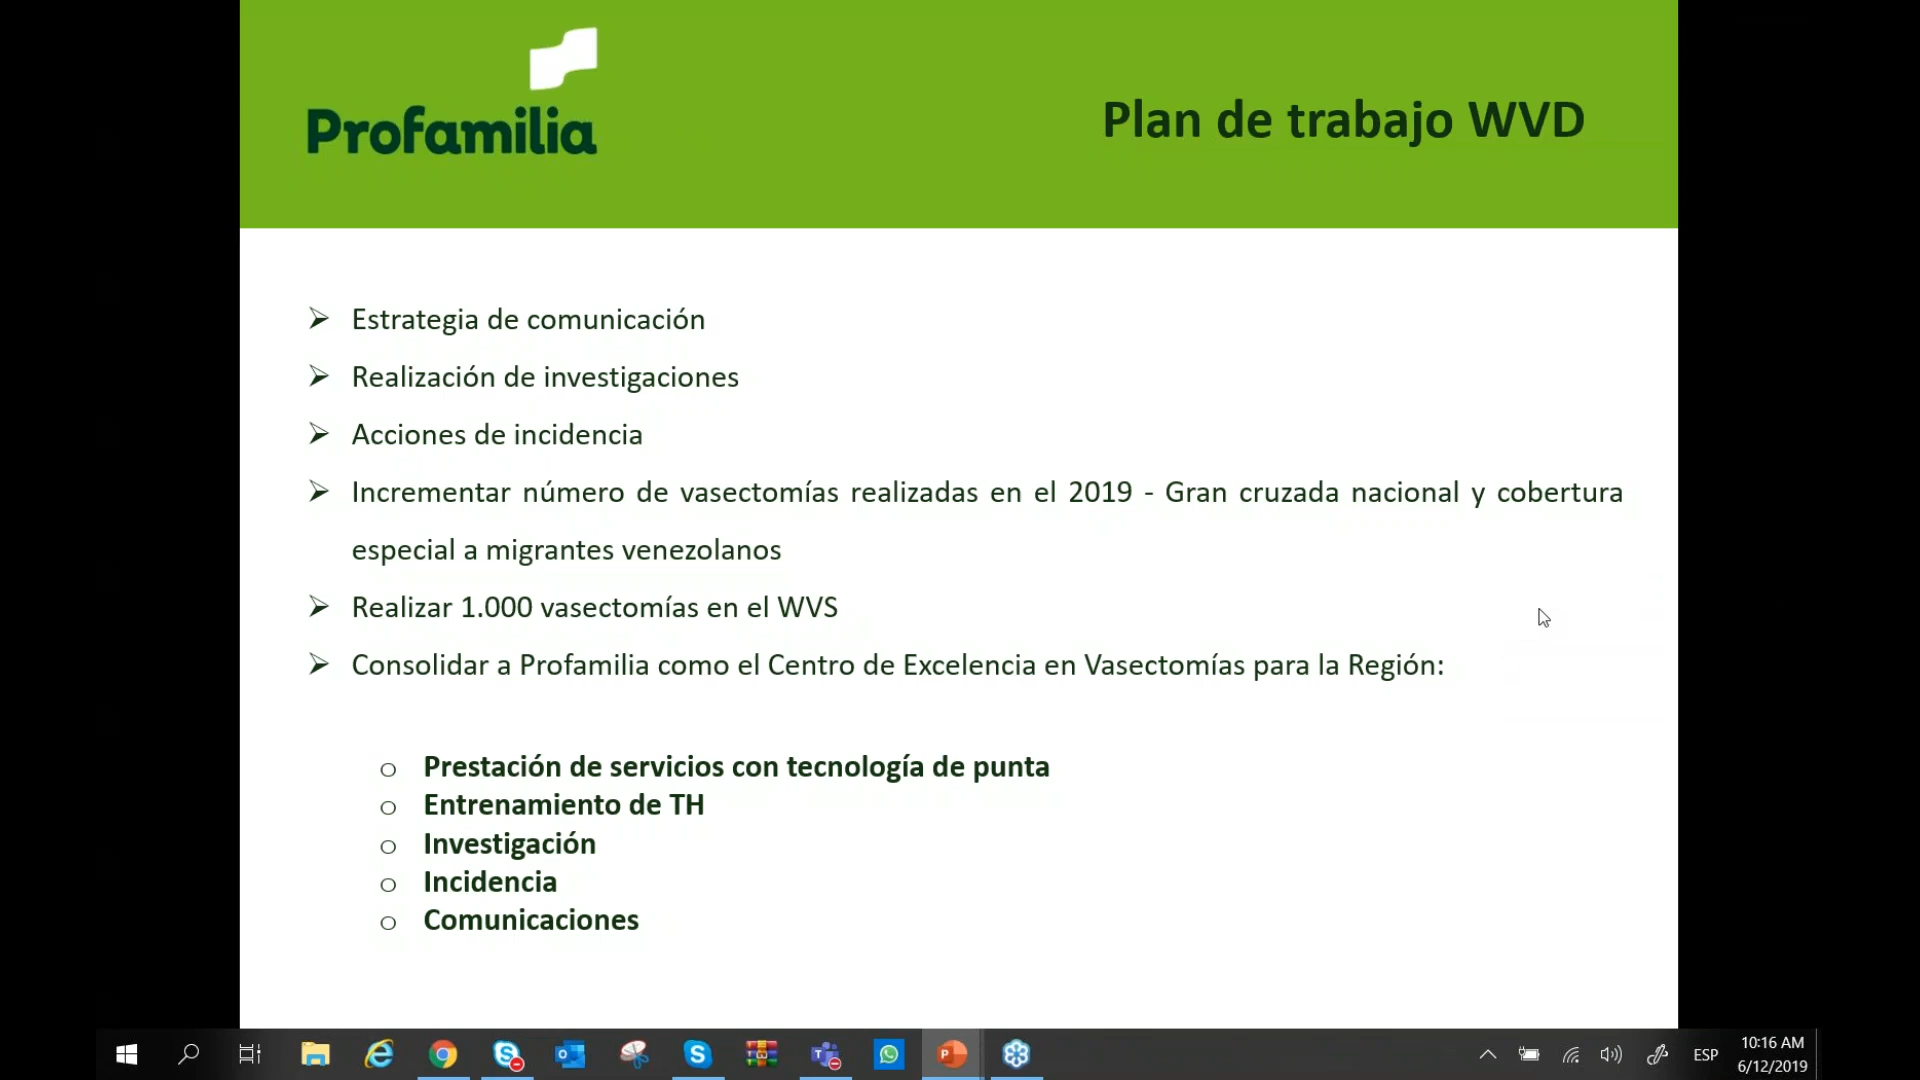 Profamilia
Plan de trabajo WVD
➢ Estrategia de comunicación
➢ Realización de investigaciones
➢ Acciones de incidencia
➢ Incrementar número de vasectomías realizadas en el 2019 - Gran cruzada nacional y cobertura
especial a migrantes venezolanos
➢ Realizar 1.000 vasectomías en el WVS
➢ Consolidar a Profamilia como el Centro de Excelencia en Vasectomías para la Región:
o Prestación de servicios con tecnología de punta
o Entrenamiento de TH
o Investigación
o Incidencia
o Comunicaciones
ESP
10:16 AM
6/12/2019